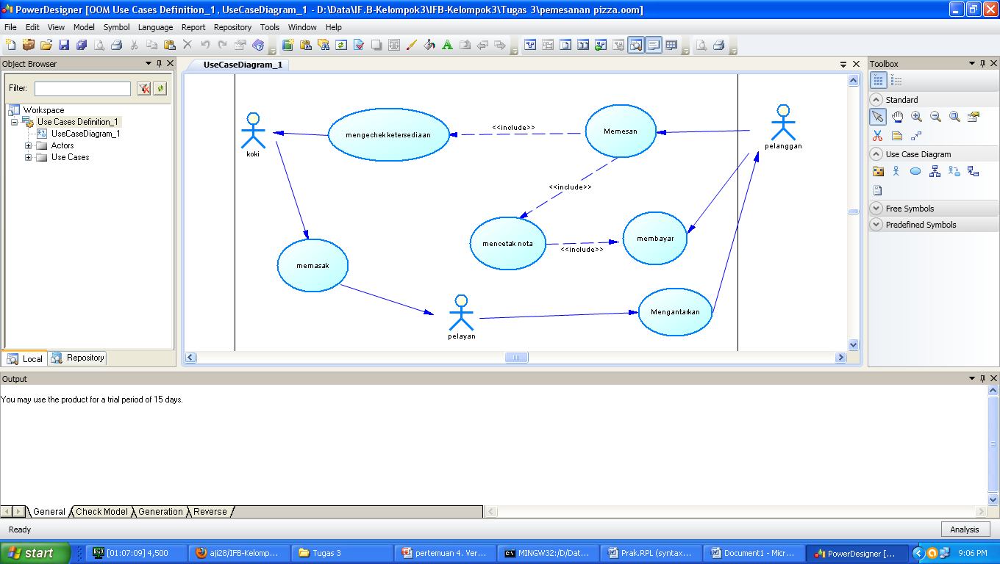 PowerDesigner [OOM Use Cases Definition_1, UseCaseDiagram_1 - D:\Data\IF.B-Kelompok3\IFB-Kelompok3\Tugas 3\pemesanan pizza.oom]
File Edit View Model Symbol Language Report Repository Tools Window Help
Object Browser
Filter:
Workspace
Use Cases Definition_1
UseCaseDiagram_1
Actors
Use Cases
Local Repository
UseCaseDiagram_1
koki
mengechek ketersediaan
<<include>>
Memesan
pelanggan
<<include>>
mencetak nota
<<include>>
membayar
memasak
pelayan
Mengantarkan
Toolbox
Standard
Use Case Diagram
Free Symbols
Predefined Symbols
Output
You may use the product for a trial period of 15 days.
General Check Model Generation Reverse
Ready
Analysis
start
[01:07:09] 4,500
aji28/IFB-Kelomp...
Tugas 3
pertemuan 4. Ver...
MINGW32:/D/Dat...
Prak.RPL (syntax...
Document1 - Micr...
PowerDesigner [...
9:06 PM